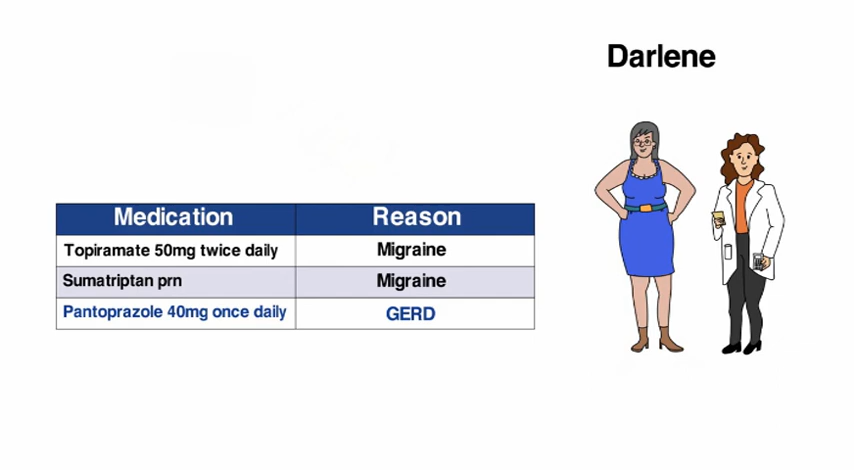 Darlene
Medication Reason
Topiramate 50mg twice daily Migraine
Sumatriptan prn Migraine
Pantoprazole 40mg once daily GERD